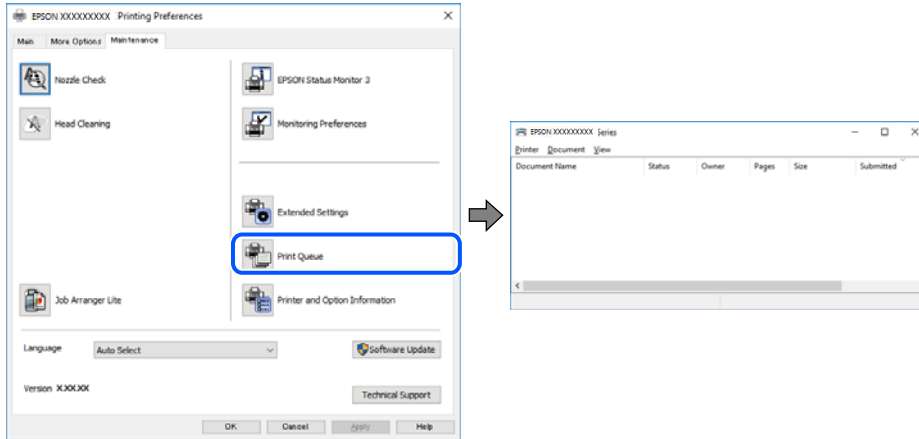 EPSON XXXXXXXXX Printing Preferences
Main More Options Maintenance
Nozzle Check
EPSON Status Monitor 3
Head Cleaning
Monitoring Preferences
Extended Settings
Print Queue
Job Arranger Lite
Printer and Option Information
Language Auto Select
Software Update
Version X.XX.XX
Technical Support
OK Cancel Apply Help
EPSON XXXXXXXXX Series
Printer Document View
Document Name Status Owner Pages Size Submitted